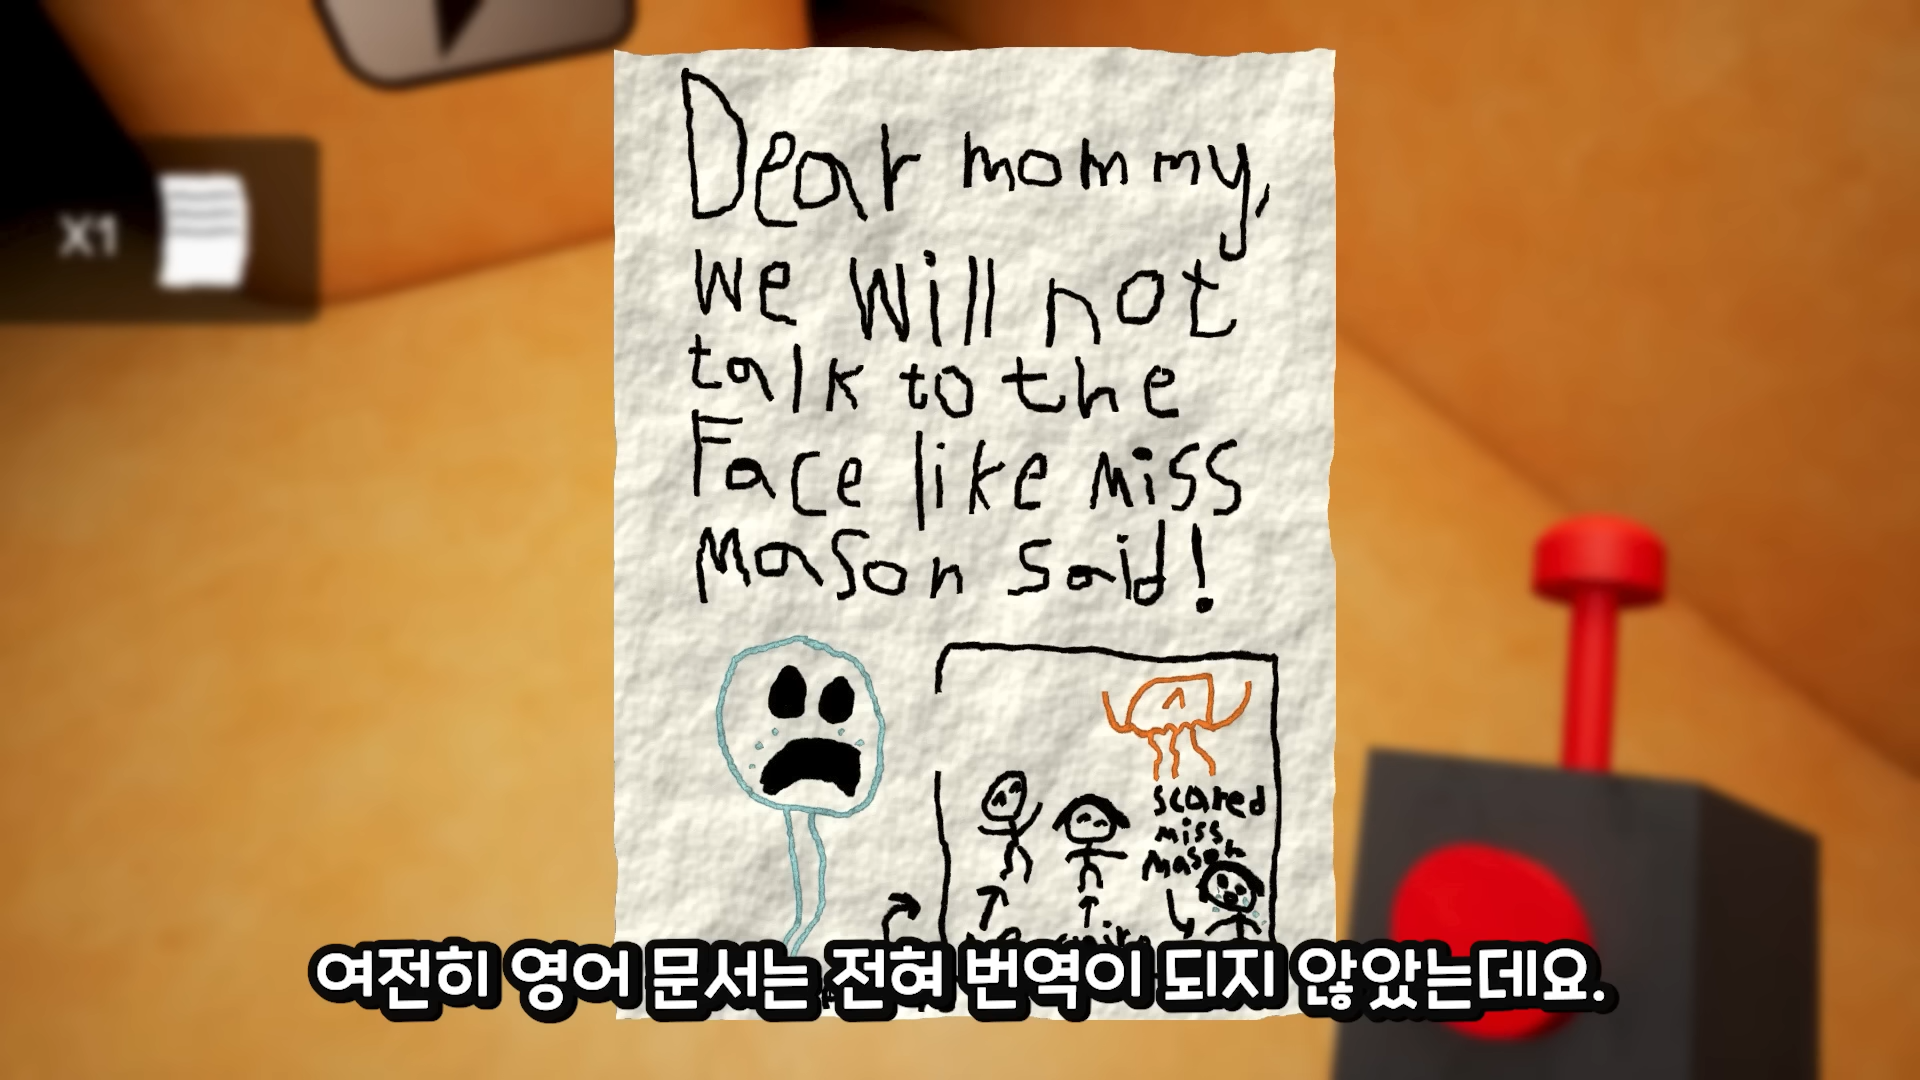 X1
Dear mommy,
we will not
talk to the
Face like Miss
Mason Said!
scared
miss
Mason
여전히 영어 문서는 전혀 번역이 되지 않았는데요.